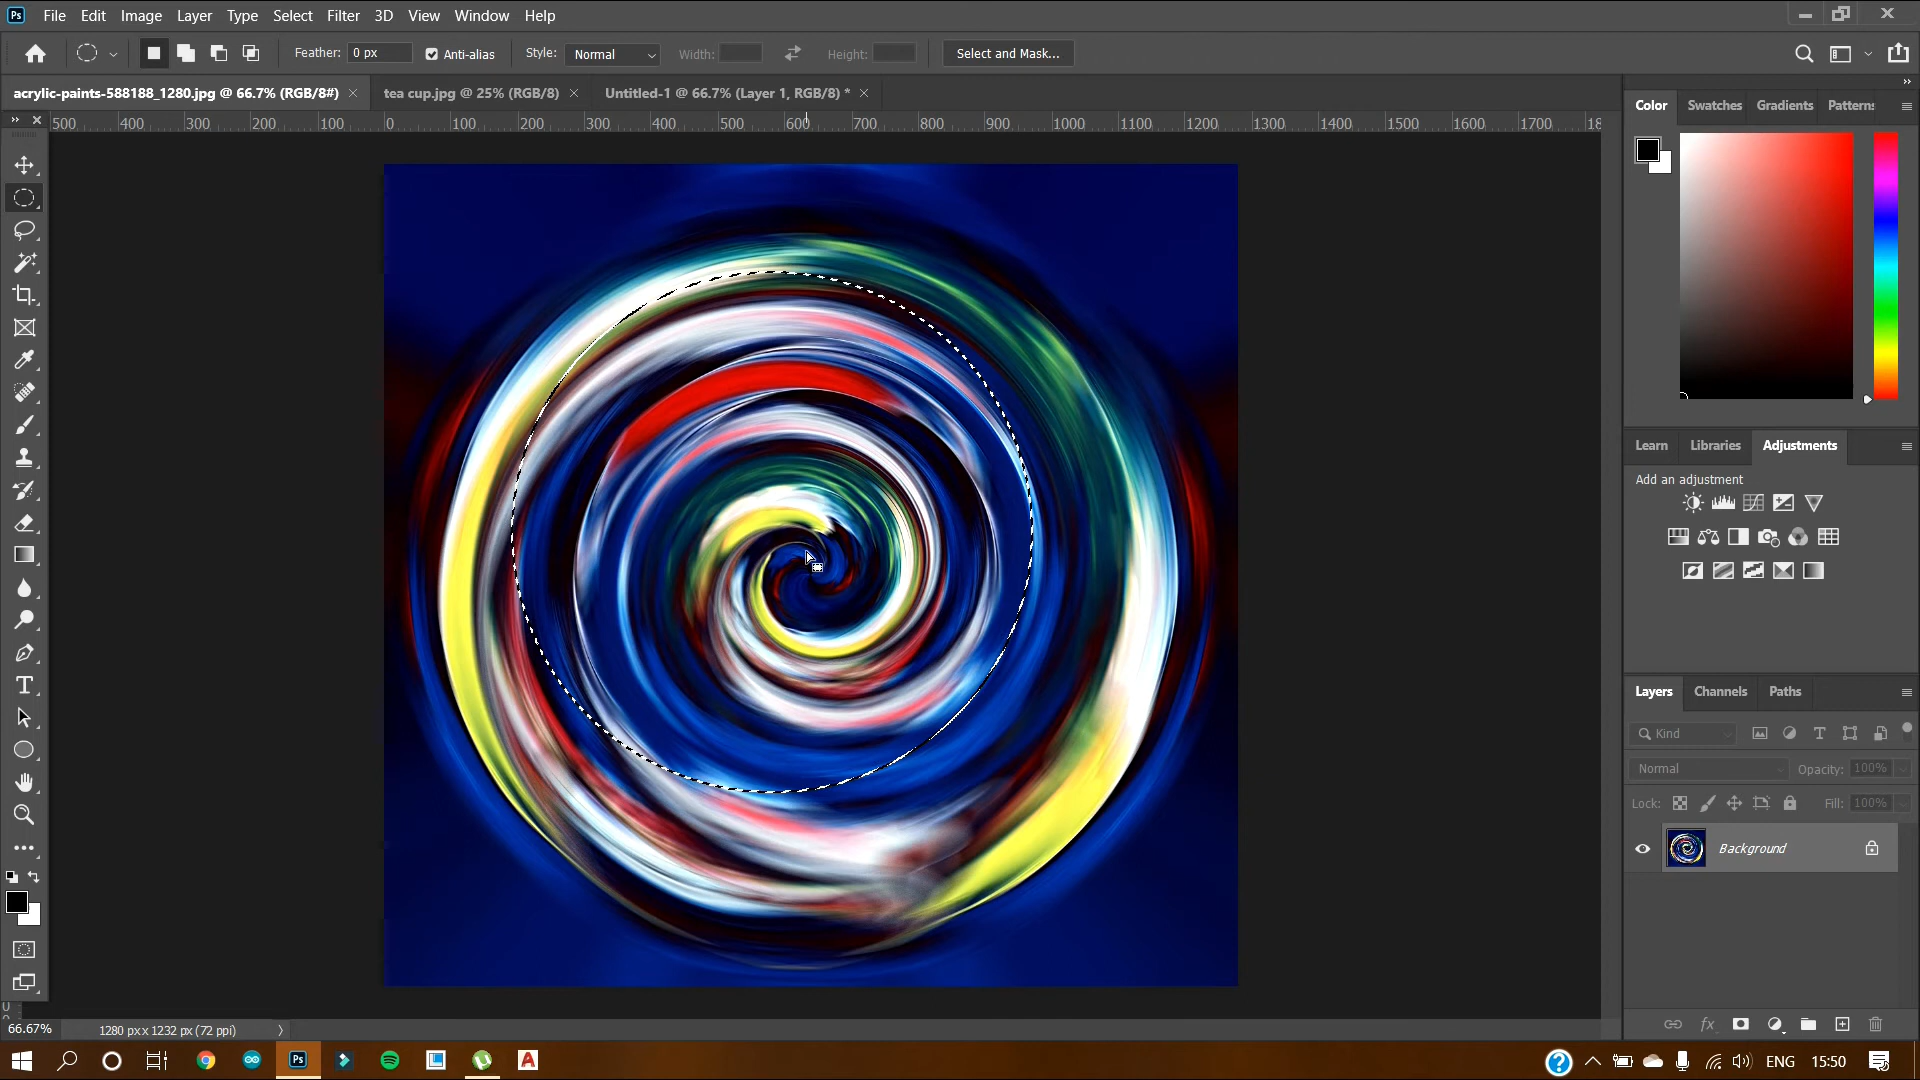 Ps File Edit Image Layer Type Select Filter 3D View Window Help
Feather: 0 px Anti-alias Style: Normal Width: Height: Select and Mask...
acrylic-paints-588188_1280.jpg @ 66.7% (RGB/8#) × tea cup.jpg @ 25% (RGB/8) × Untitled-1 @ 66.7% (Layer 1, RGB/8) * ×
500 400 300 200 100 0 100 200 300 400 500 600 700 800 900 1000 1100 1200 1300 1400 1500 1600 1700 18
Color Swatches Gradients Patterns
Learn Libraries Adjustments
Add an adjustment
Layers Channels Paths
Kind
Normal Opacity: 100%
Lock: Fill: 100%
Background
66.67% 1280 px x 1232 px (72 ppi)
Ps A ? ENG 15:50